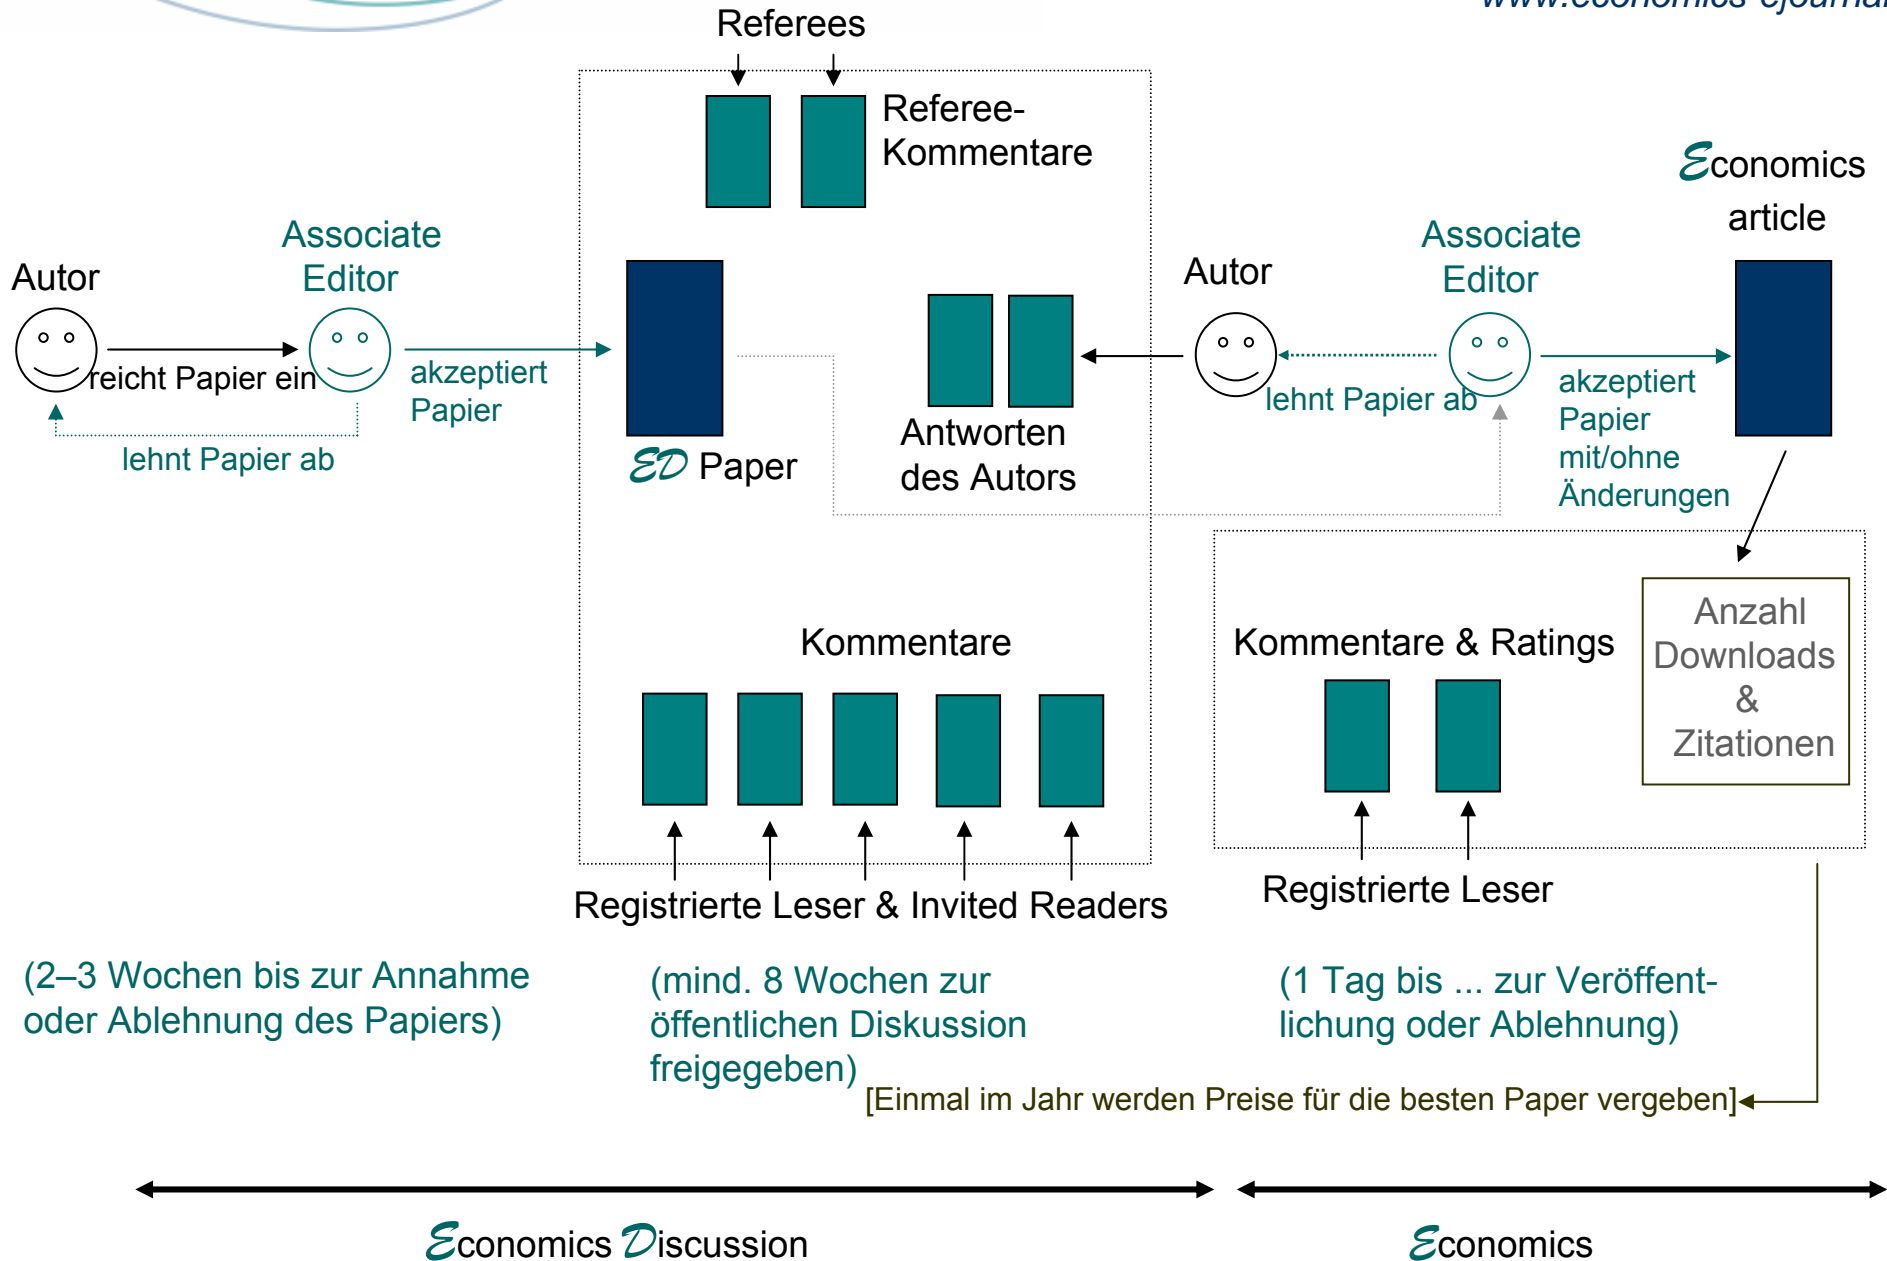 www.economics-ejournal
Referees
Referee-
Kommentare
Economics
article
Associate
Editor
Autor
reicht Papier ein
akzeptiert
Papier
lehnt Papier ab
ED Paper
Antworten
des Autors
Autor
Associate
Editor
lehnt Papier ab
akzeptiert
Papier
mit/ohne
Änderungen
Kommentare
Registrierte Leser & Invited Readers
Kommentare & Ratings
Registrierte Leser
Anzahl
Downloads
&
Zitationen
(2–3 Wochen bis zur Annahme
oder Ablehnung des Papiers)
(mind. 8 Wochen zur
öffentlichen Diskussion
freigegeben)
(1 Tag bis ... zur Veröffent-
lichung oder Ablehnung)
[Einmal im Jahr werden Preise für die besten Paper vergeben]
Economics Discussion
Economics